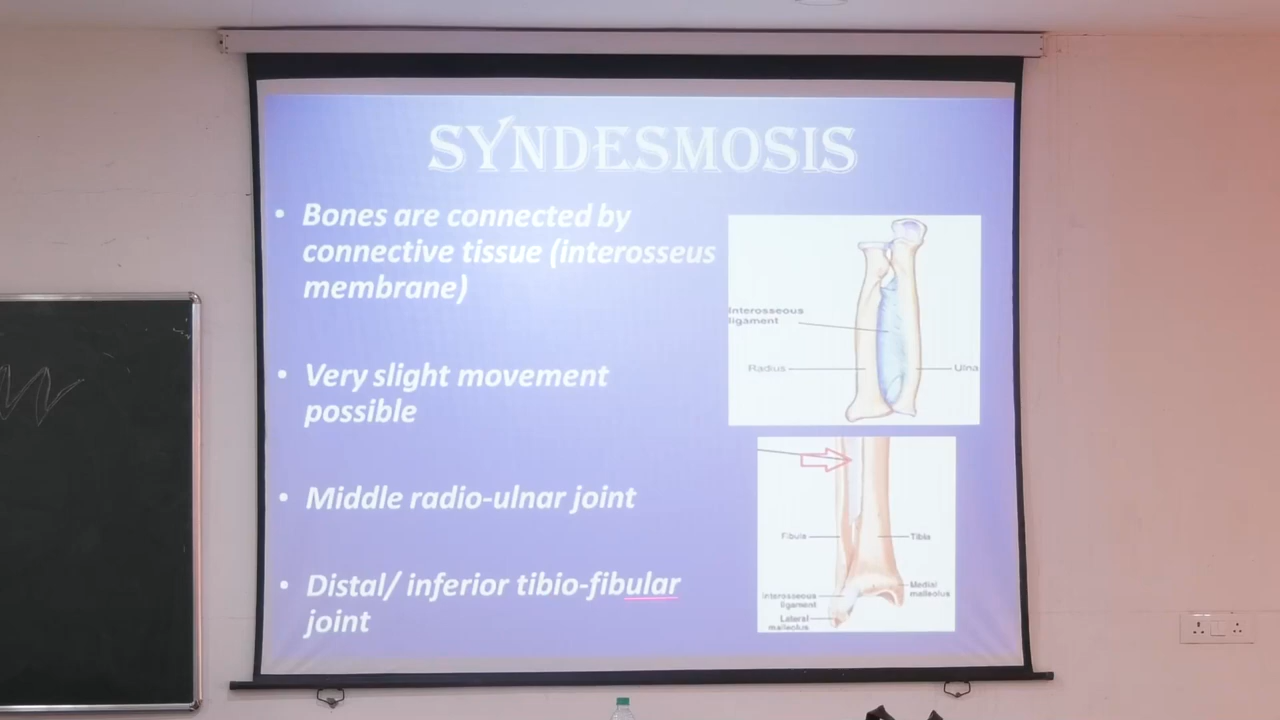 SYNDESMOSIS
• Bones are connected by
connective tissue (interosseus
membrane)
• Very slight movement
possible
• Middle radio-ulnar joint
• Distal/ inferior tibio-fibular
joint
Interosseous
ligament
Radius
Ulna
Fibula
Tibia
Medial
malleolus
Interosseous
ligament
Lateral
malleolus